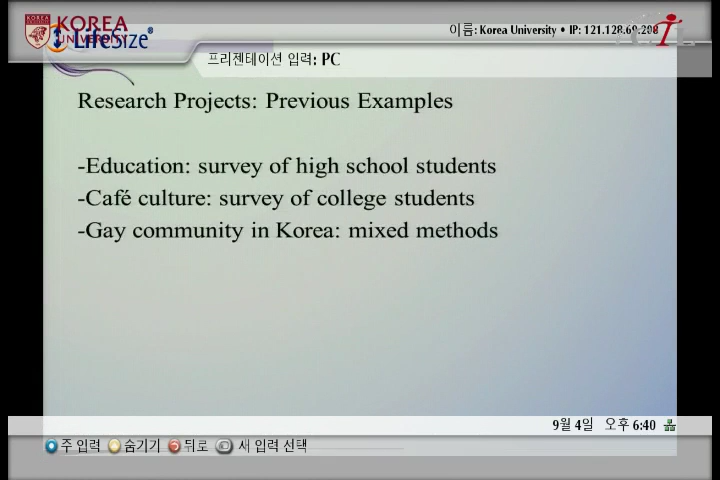 KOREA
UNIVERSITY
LifeSize®
이름: Korea University • IP: 121.128.60.208
프리젠테이션 입력: PC
Research Projects: Previous Examples
-Education: survey of high school students
-Café culture: survey of college students
-Gay community in Korea: mixed methods
9월 4일 오후 6:40
주 입력 숨기기 뒤로 새 입력 선택